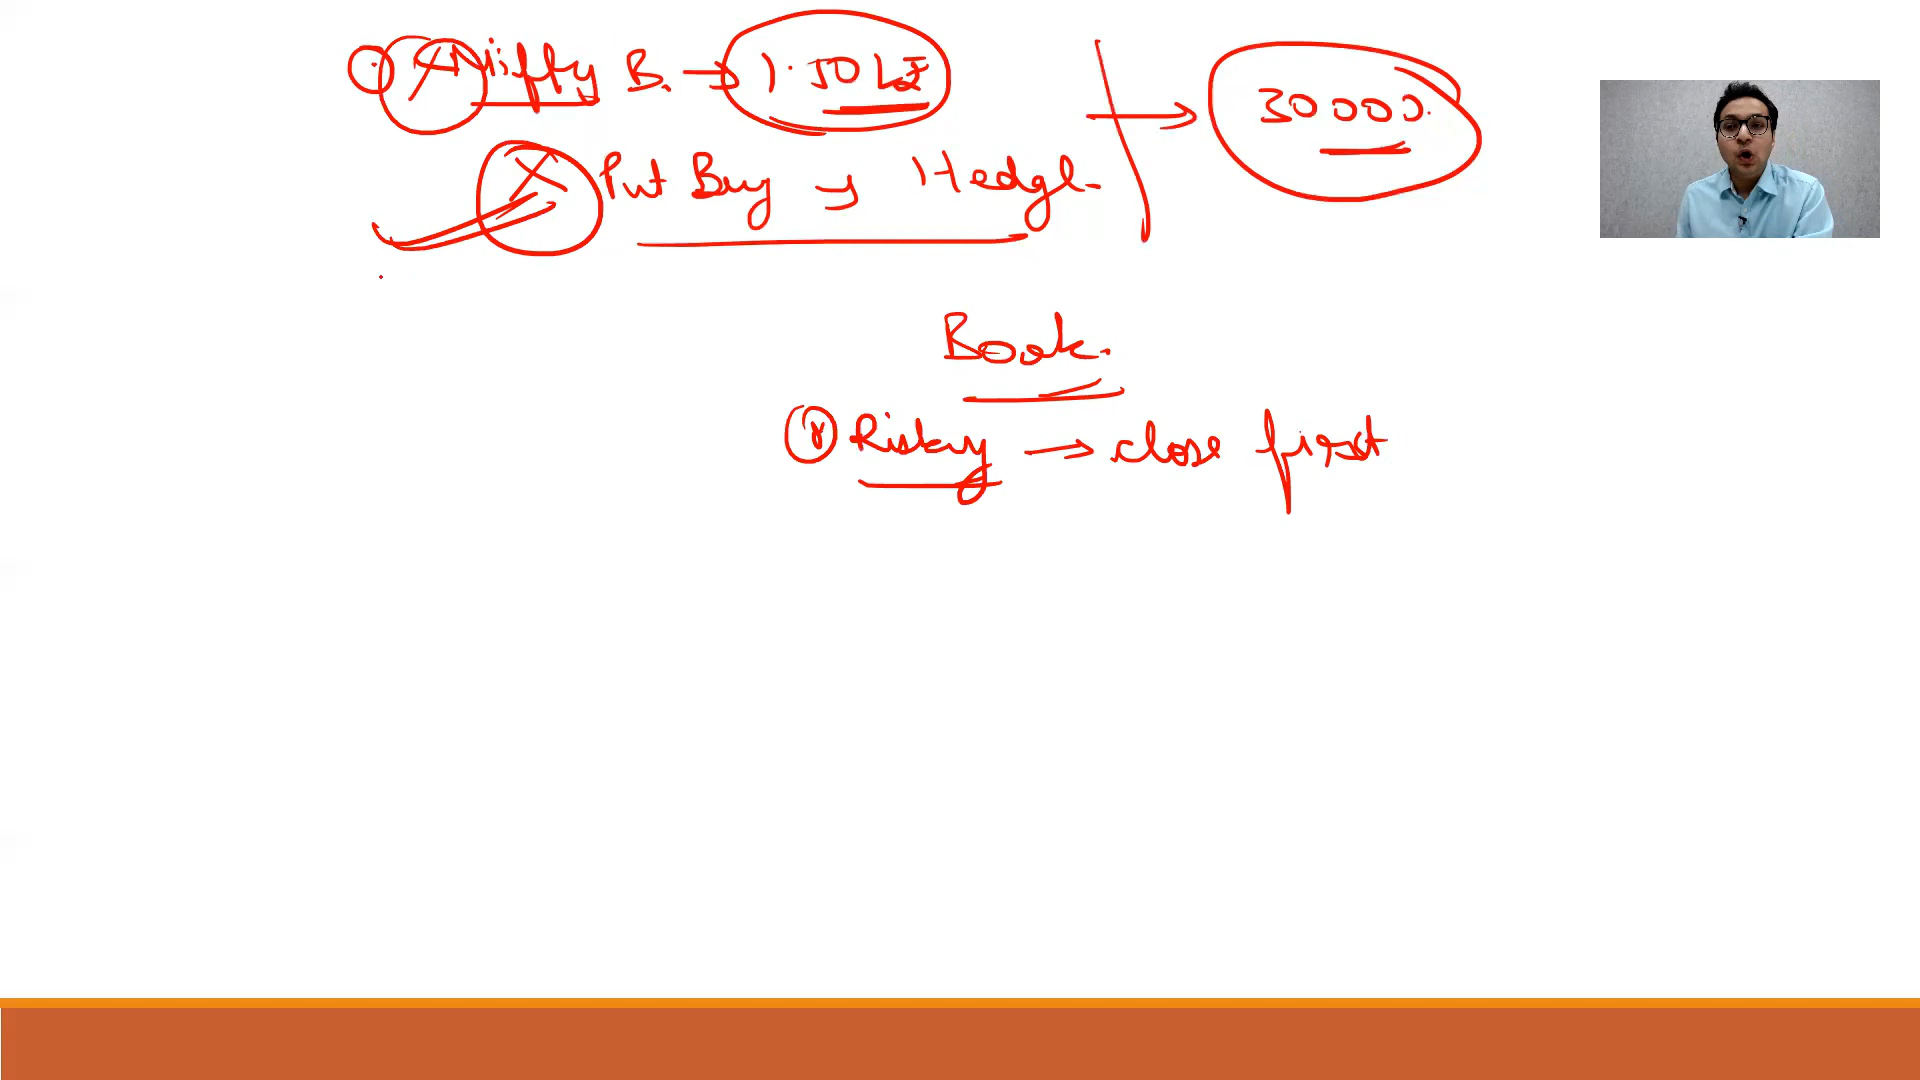 Nifty B. → 1.50 L₹
Put Buy → Hedge → 30000.
Book.
Risky → close first